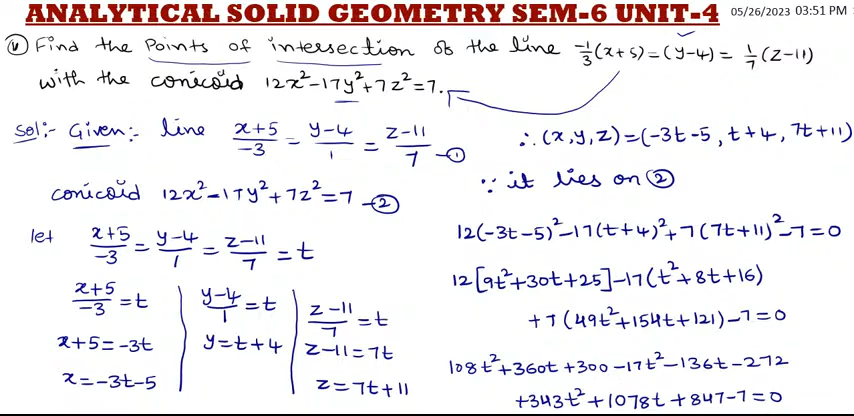 ANALYTICAL SOLID GEOMETRY SEM-6 UNIT-4
05/26/2023 03:51 PM
Find the points of intersection of the line -1/3 (x+5) = (y-4) = 1/7 (z-11)
with the conicoid 12x²-17y²+7z²=7.
Sol:- Given:- line (x+5)/-3 = (y-4)/1 = (z-11)/7 —①
conicoid 12x²-17y²+7z²=7 —②
let (x+5)/-3 = (y-4)/1 = (z-11)/7 = t
(x+5)/-3 = t
x+5=-3t
x=-3t-5
(y-4)/1 = t
y=t+4
(z-11)/7 = t
z-11=7t
z=7t+11
∴ (x,y,z)=(-3t-5, t+4, 7t+11)
∵ it lies on ②
12(-3t-5)²-17(t+4)²+7(7t+11)²-7=0
12[9t²+30t+25]-17(t²+8t+16)
+7(49t²+154t+121)-7=0
108t²+360t+300-17t²-136t-272
+343t²+1078t+847-7=0